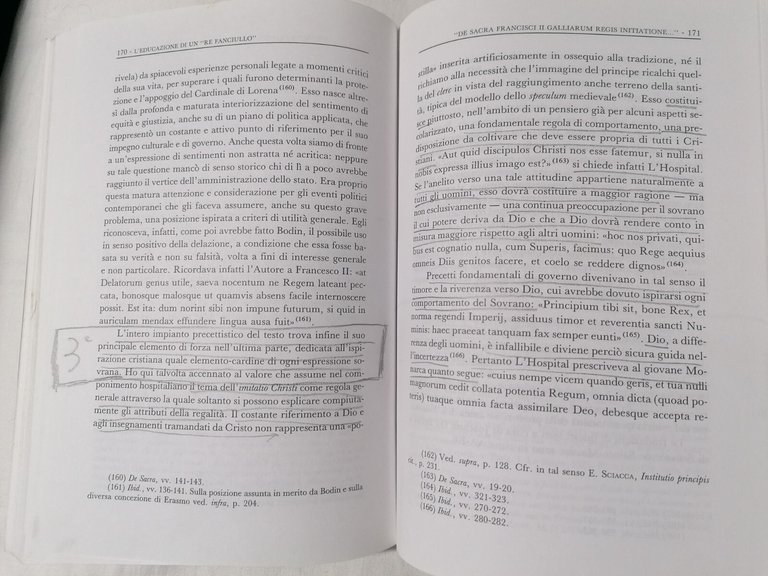 170 - L'EDUCAZIONE DI UN "RE FANCIULLO"
rivela) da spiacevoli esperienze personali legate a momenti critici
della sua vita, per superare i quali furono determinanti la prote-
zione e l'appoggio del Cardinale di Lorena(160). Esso nasce altre-
sì dalla profonda e maturata interiorizzazione del sentimento di
equità e giustizia, anche su di un piano di politica applicata, che
rappresentò un costante e attivo punto di riferimento per il suo
impegno culturale e di governo. Anche questa volta siamo di fronte
a un'espressione di sentimenti non astratta né acritica: neppure
su tale questione mancò di senso storico chi di lì a poco avrebbe
raggiunto il vertice dell'amministrazione dello stato. Era proprio
questa matura attenzione e considerazione per gli eventi politici
contemporanei che gli faceva assumere, anche su questo grave
problema, una posizione ispirata a criteri di utilità generale. Egli
riconosceva, infatti, come poi avrebbe fatto Bodin, il possibile uso
in senso positivo della delazione, a condizione che essa fosse ba-
sata su verità e non su falsità, volta a fini di interesse generale
e non particolare. Ricordava infatti l'Autore a Francesco II: «at
Delatorum genus utile, saeva nocentum ne Regem lateant pec-
cata, bonosque malosque ut quamvis absens facile internoscere
possit. Est ita: dum norint sibi non impune futurum, si quid in
auriculam mendax effundere lingua ausa fuit»(161).
3°
L'intero impianto precettistico del testo trova infine il suo
principale elemento di forza nell'ultima parte, dedicata all'ispi-
razione cristiana quale elemento-cardine di ogni espressione so-
vrana. Ho qui talvolta accennato al valore che assume nel com-
ponimento hospitaliano il tema dell'imitatio Christi come regola ge-
nerale attraverso la quale soltanto si possono esplicare compiuta-
mente gli attributi della regalità. Il costante riferimento a Dio e
agli insegnamenti tramandati da Cristo non rappresenta una «po-
(160) De Sacra, vv. 141-143.
(161) Ibid., vv. 136-141. Sulla posizione assunta in merito da Bodin e sulla
diversa concezione di Erasmo ved. infra, p. 204.
"DE SACRA FRANCISCI II GALLIARUM REGIS INITIATIONE..." - 171
stilla» inserita artificiosamente in ossequio alla tradizione, né il
richiamo alla necessità che l'immagine del principe ricalchi quel-
la del clerc in vista del raggiungimento anche terreno della santi-
tà, tipica del modello dello speculum medievale(162). Esso costitui-
sce piuttosto, nell'ambito di un pensiero già per alcuni aspetti se-
colarizzato, una fondamentale regola di comportamento, una pre-
disposizione da coltivare che deve essere propria di tutti i Cri-
stiani. «Aut quid discipulos Christi nos esse fatemur, si nulla in
nobis expressa illius imago est?»(163) si chiede infatti L'Hospital.
Se l'anelito verso una tale attitudine appartiene naturalmente a
tutti gli uomini, esso dovrà costituire a maggior ragione — ma
non esclusivamente — una continua preoccupazione per il sovrano
il cui potere deriva da Dio e che a Dio dovrà rendere conto in
misura maggiore rispetto agli altri uomini: «hoc nos privati, qui-
bus est cognatio nulla, cum Superis, facimus: quo Rege aequius
omneis Diis genitos facere, et coelo se reddere dignos»(164).
Precetti fondamentali di governo divenivano in tal senso il
timore e la riverenza verso Dio, cui avrebbe dovuto ispirarsi ogni
comportamento del Sovrano: «Principium tibi sit, bone Rex, et
norma regendi Imperij, assiduus timor et reverentia sancti Nu-
minis: haec praeeat tanquam fax semper eunti»(165). Dio, a diffe-
renza degli uomini, è infallibile e diviene perciò sicura guida nel-
l'incertezza(166). Pertanto L'Hospital prescriveva al giovane Mo-
narca quanto segue: «cuius nempe vicem quando geris, et tua nulli
magnorum cedit collata potentia Regum, omnia dicta (quoad po-
teris) tuaque omnia facta assimilare Deo, debesque accepta re-
(162) Ved. supra, p. 128. Cfr. in tal senso E. SCIACCA, Institutio principis
cit., p. 231.
(163) De Sacra, vv. 19-20.
(164) Ibid., vv. 321-323.
(165) Ibid., vv. 270-272.
(166) Ibid., vv. 280-282.